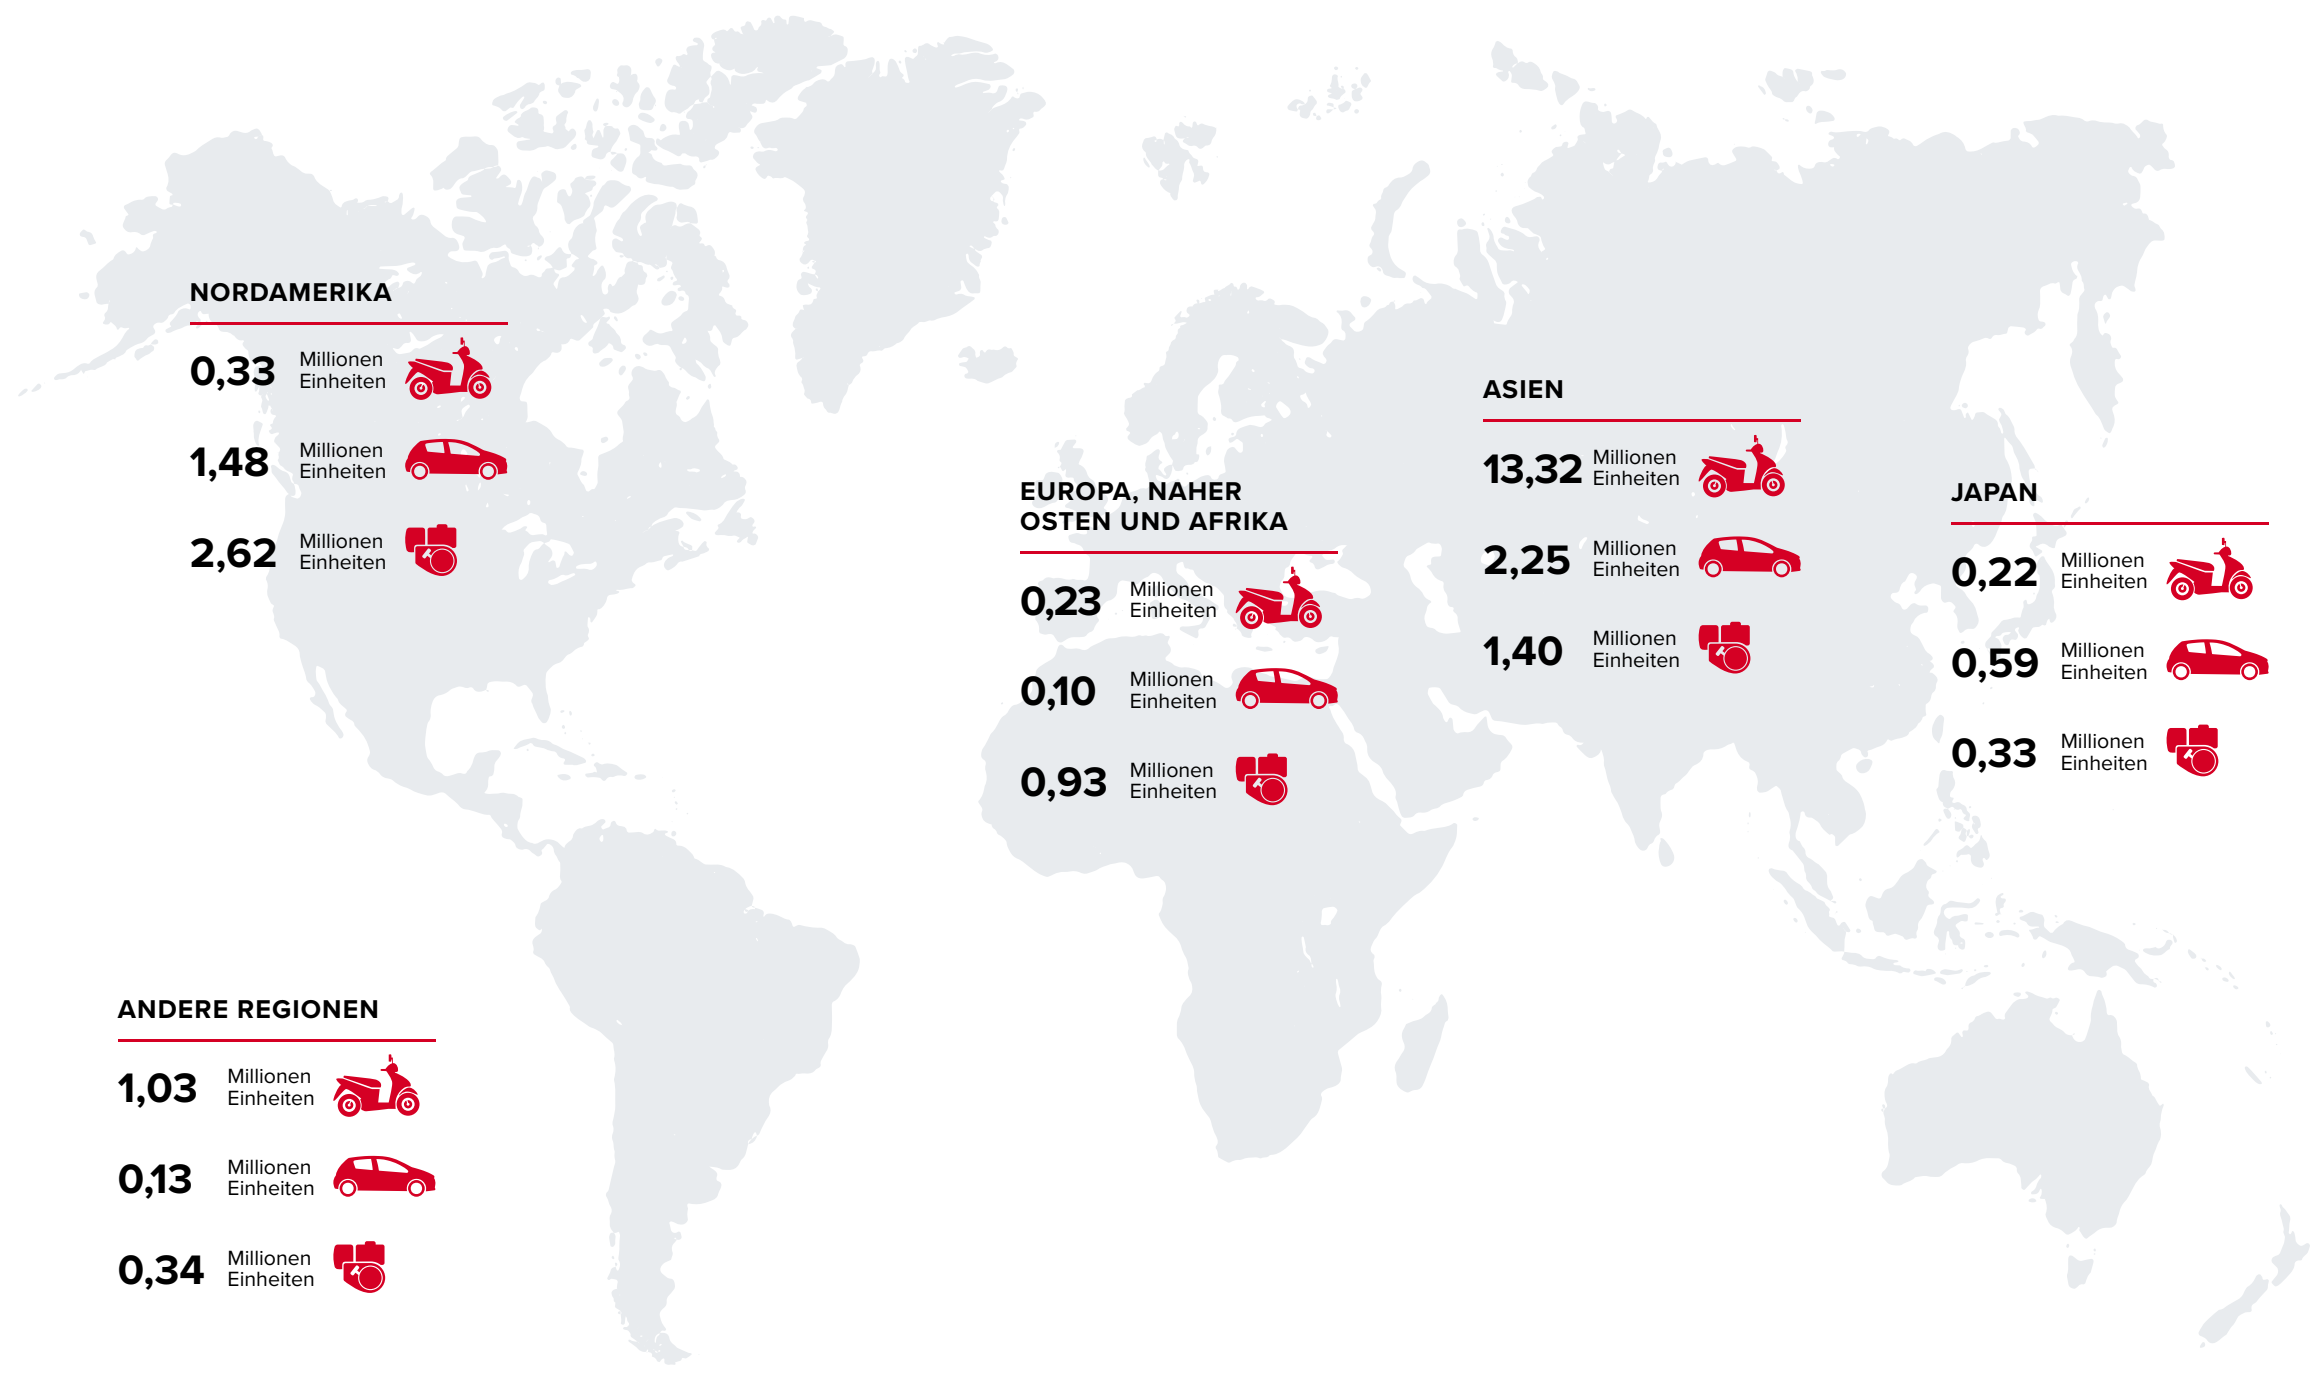 NORDAMERIKA
0,33 Millionen Einheiten
1,48 Millionen Einheiten
2,62 Millionen Einheiten
EUROPA, NAHER
OSTEN UND AFRIKA
0,23 Millionen Einheiten
0,10 Millionen Einheiten
0,93 Millionen Einheiten
ASIEN
13,32 Millionen Einheiten
2,25 Millionen Einheiten
1,40 Millionen Einheiten
JAPAN
0,22 Millionen Einheiten
0,59 Millionen Einheiten
0,33 Millionen Einheiten
ANDERE REGIONEN
1,03 Millionen Einheiten
0,13 Millionen Einheiten
0,34 Millionen Einheiten